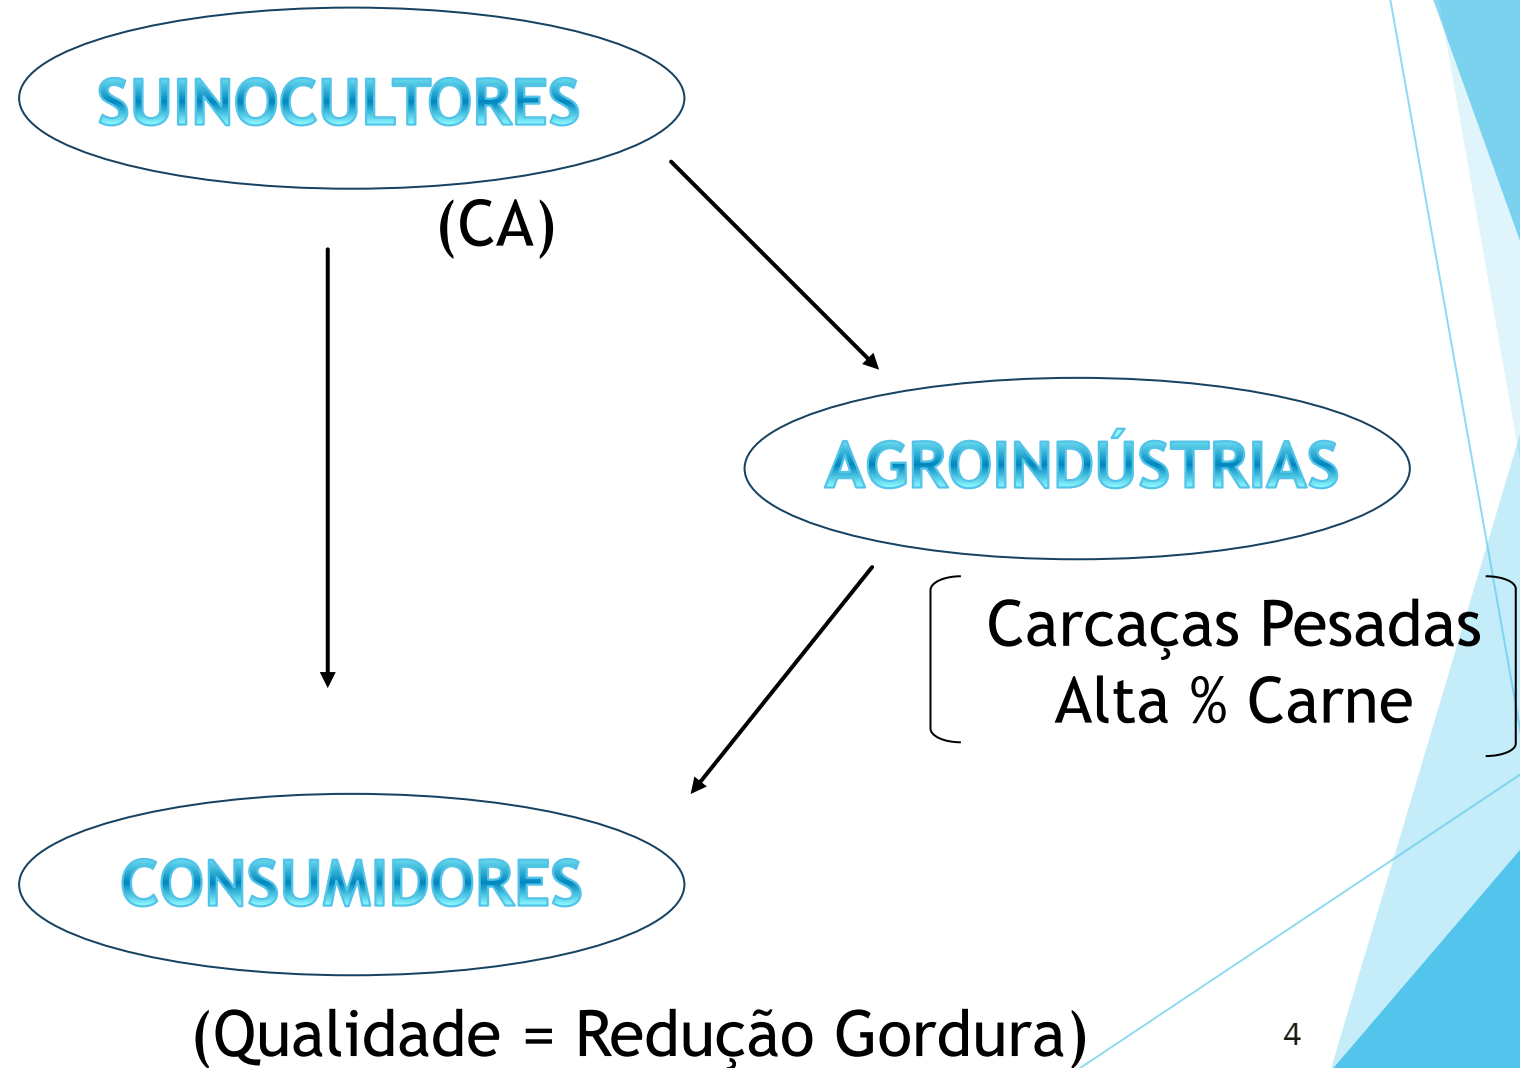 SUINOCULTORES
(CA)
AGROINDÚSTRIAS
Carcaças Pesadas
Alta % Carne
CONSUMIDORES
(Qualidade = Redução Gordura)
4